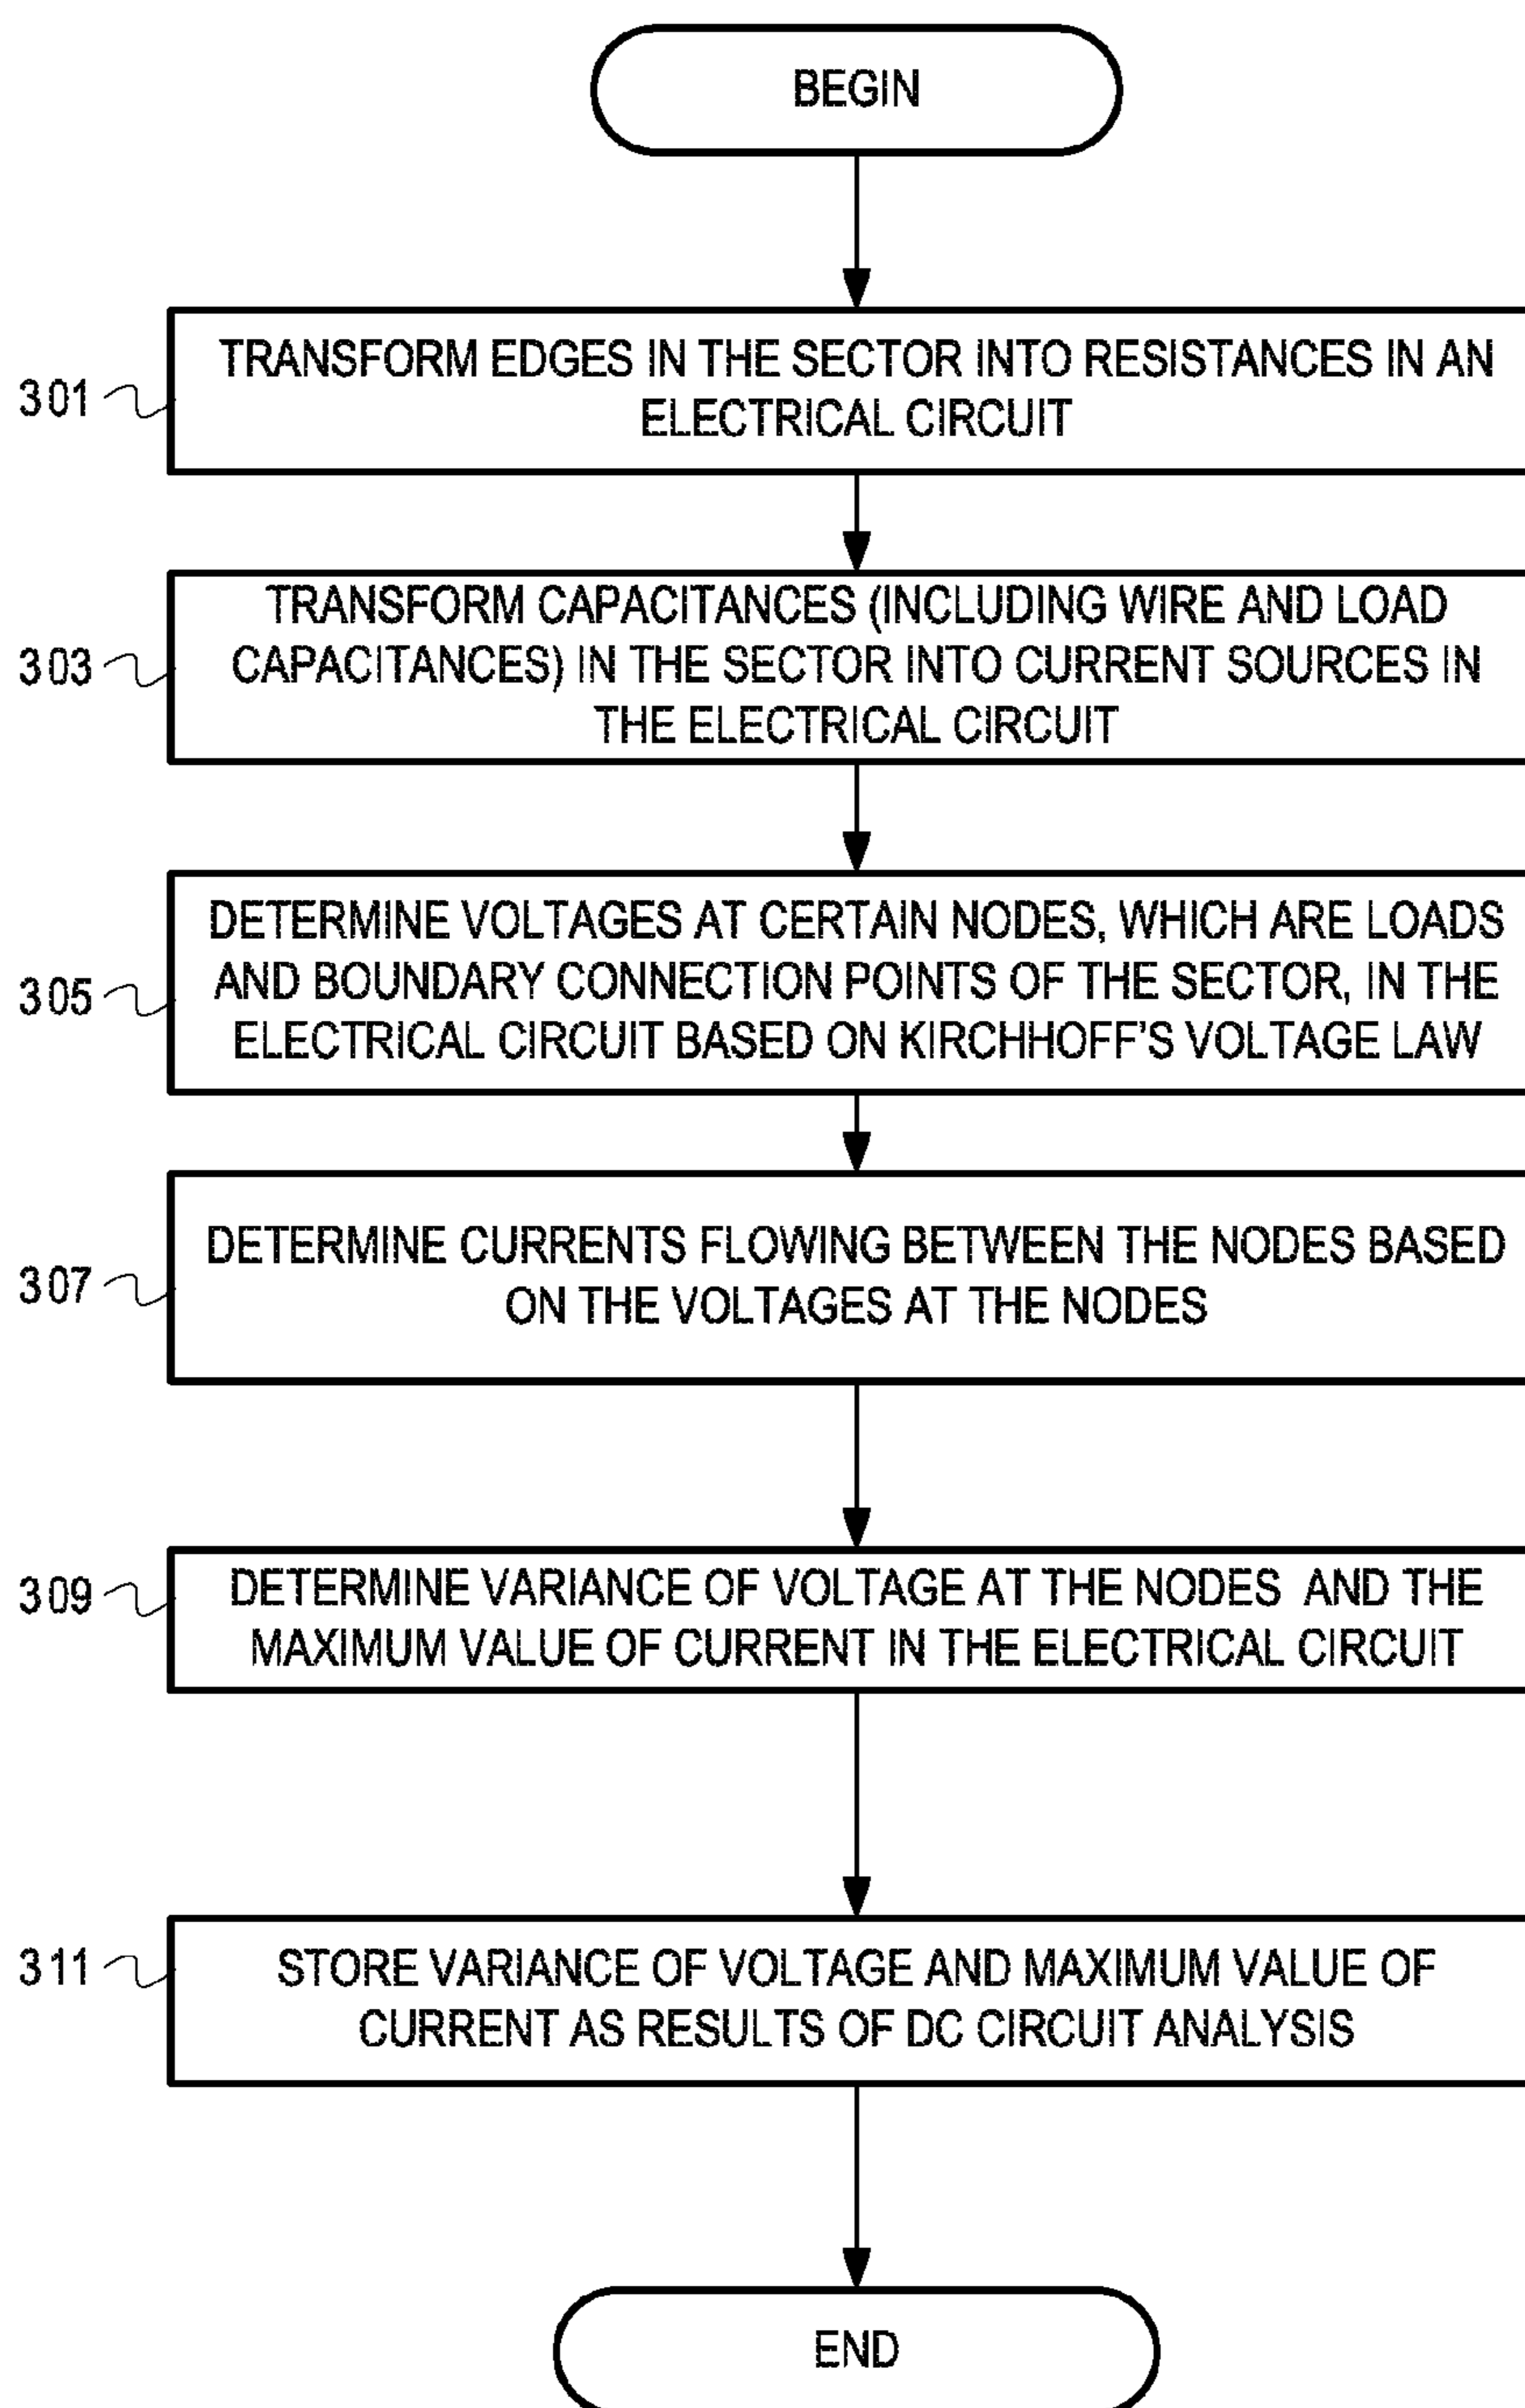 BEGIN
301
TRANSFORM EDGES IN THE SECTOR INTO RESISTANCES IN AN
ELECTRICAL CIRCUIT
303
TRANSFORM CAPACITANCES (INCLUDING WIRE AND LOAD
CAPACITANCES) IN THE SECTOR INTO CURRENT SOURCES IN
THE ELECTRICAL CIRCUIT
305
DETERMINE VOLTAGES AT CERTAIN NODES, WHICH ARE LOADS
AND BOUNDARY CONNECTION POINTS OF THE SECTOR, IN THE
ELECTRICAL CIRCUIT BASED ON KIRCHHOFF'S VOLTAGE LAW
307
DETERMINE CURRENTS FLOWING BETWEEN THE NODES BASED
ON THE VOLTAGES AT THE NODES
309
DETERMINE VARIANCE OF VOLTAGE AT THE NODES AND THE
MAXIMUM VALUE OF CURRENT IN THE ELECTRICAL CIRCUIT
311
STORE VARIANCE OF VOLTAGE AND MAXIMUM VALUE OF
CURRENT AS RESULTS OF DC CIRCUIT ANALYSIS
END